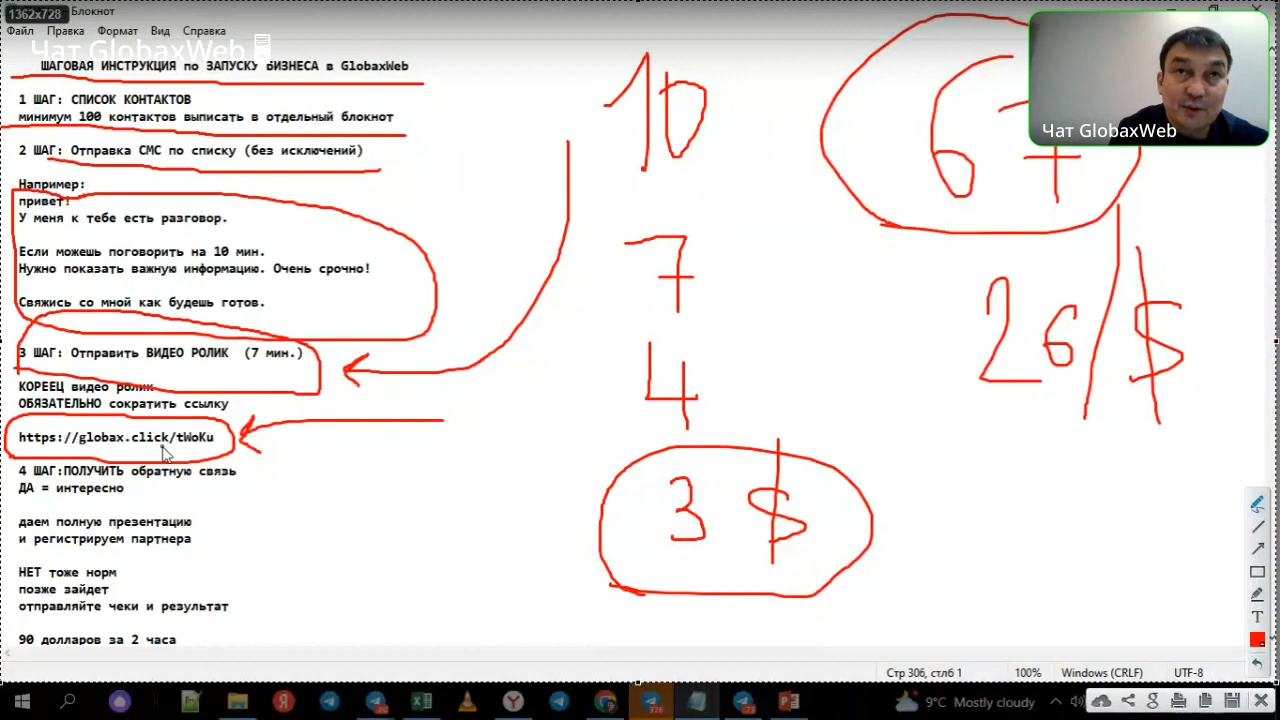 1362x728
Блокнот
Файл Правка Формат Вид Справка
Чат GlobaxWeb
ШАГОВАЯ ИНСТРУКЦИЯ по ЗАПУСКУ БИЗНЕСА в GlobaxWeb
1 ШАГ: СПИСОК КОНТАКТОВ
минимум 100 контактов выписать в отдельный блокнот
2 ШАГ: Отправка СМС по списку (без исключений)
Например:
привет!
У меня к тебе есть разговор.
Если можешь поговорить на 10 мин.
Нужно показать важную информацию. Очень срочно!
Свяжись со мной как будешь готов.
3 ШАГ: Отправить ВИДЕО РОЛИК (7 мин.)
КОРЕЕЦ видео ролик
ОБЯЗАТЕЛЬНО сократить ссылку
https://globax.click/tWoKu
4 ШАГ:ПОЛУЧИТЬ обратную связь
ДА = интересно
даем полную презентацию
и регистрируем партнера
НЕТ тоже норм
позже зайдет
отправляйте чеки и результат
90 долларов за 2 часа
10
7
4
3 $
67
26/$
Чат GlobaxWeb
Стр 306, стлб 1
100%
Windows (CRLF)
UTF-8
9°C Mostly cloudy